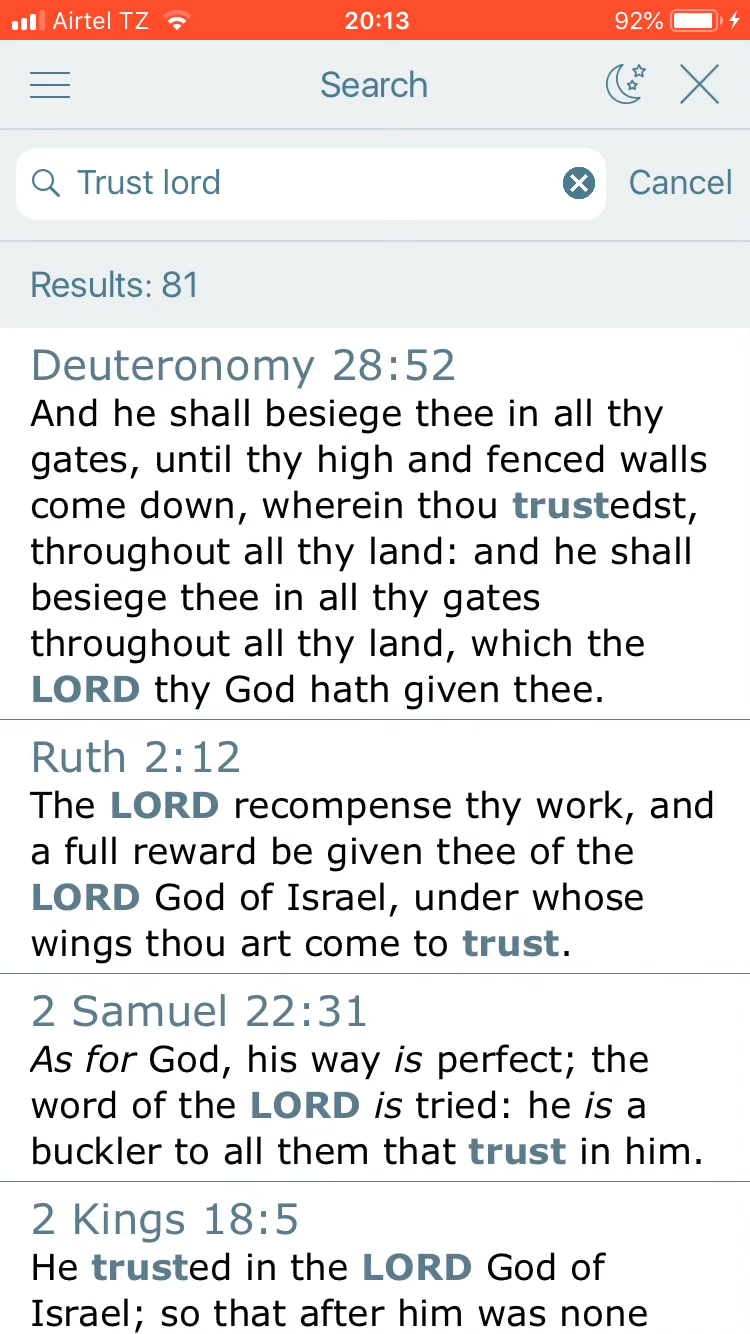 Airtel TZ 20:13 92%
Search
Trust lord Cancel
Results: 81
Deuteronomy 28:52
And he shall besiege thee in all thy
gates, until thy high and fenced walls
come down, wherein thou trustedst,
throughout all thy land: and he shall
besiege thee in all thy gates
throughout all thy land, which the
LORD thy God hath given thee.
Ruth 2:12
The LORD recompense thy work, and
a full reward be given thee of the
LORD God of Israel, under whose
wings thou art come to trust.
2 Samuel 22:31
As for God, his way is perfect; the
word of the LORD is tried: he is a
buckler to all them that trust in him.
2 Kings 18:5
He trusted in the LORD God of
Israel; so that after him was none